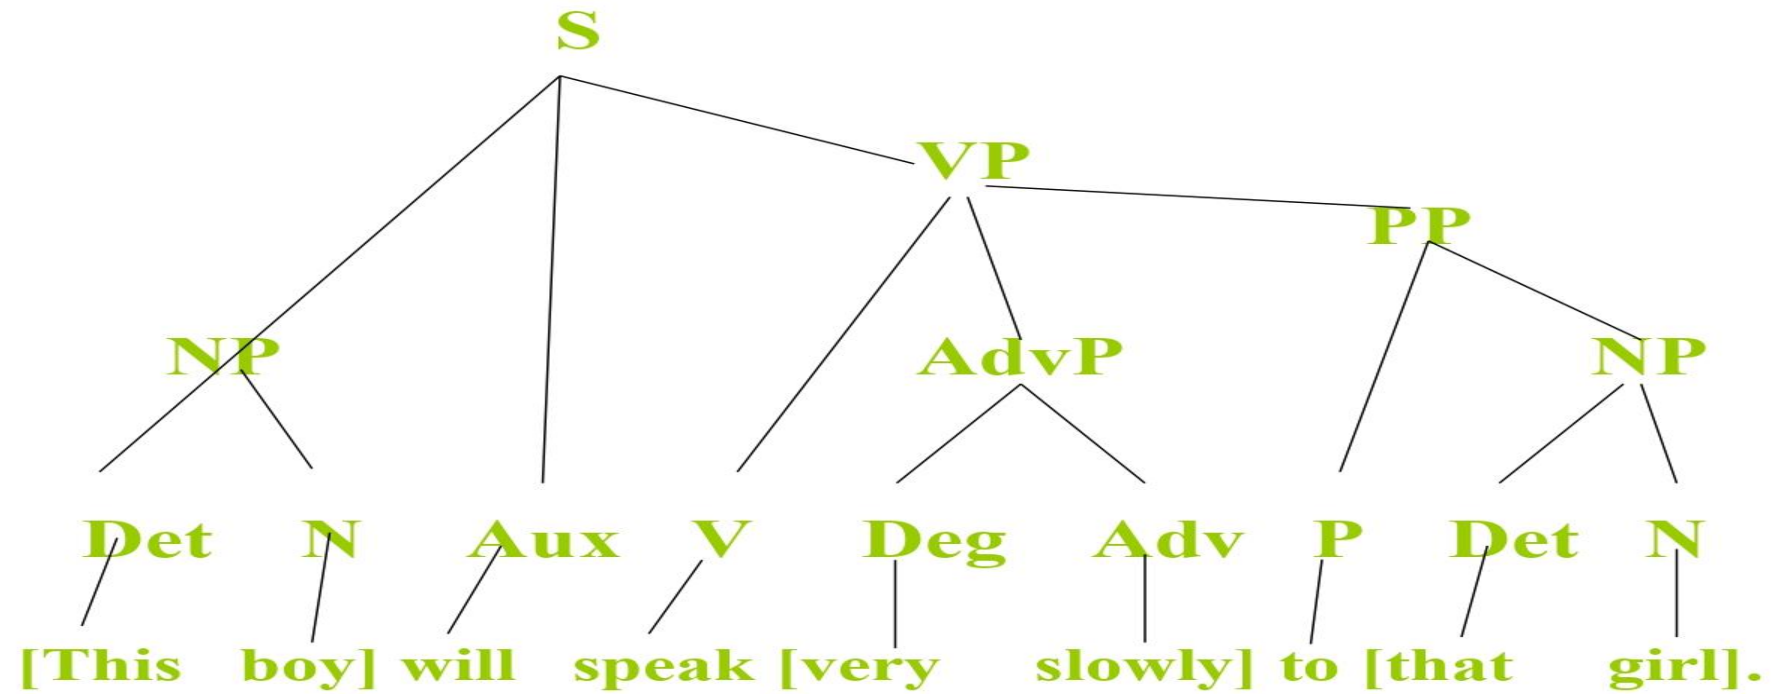 S
VP
PP
NP AdvP NP
Det N Aux V Deg Adv P Det N
[This boy] will speak [very slowly] to [that girl].